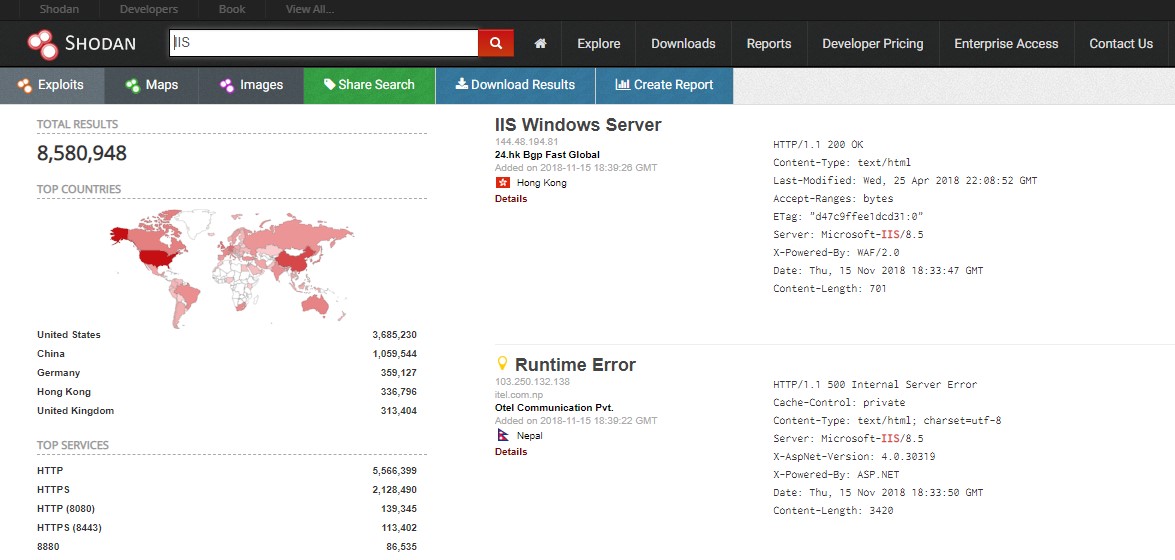 Shodan Developers Book View All...
SHODAN IIS Explore Downloads Reports Developer Pricing Enterprise Access Contact Us
Exploits Maps Images Share Search Download Results Create Report
TOTAL RESULTS
8,580,948
TOP COUNTRIES
United States 3,685,230
China 1,059,544
Germany 359,127
Hong Kong 336,796
United Kingdom 313,404
TOP SERVICES
HTTP 5,566,399
HTTPS 2,128,490
HTTP (8080) 139,345
HTTPS (8443) 113,402
8880 86,535
IIS Windows Server
144.48.194.81
24.hk Bgp Fast Global
Added on 2018-11-15 18:39:26 GMT
Hong Kong
Details
HTTP/1.1 200 OK
Content-Type: text/html
Last-Modified: Wed, 25 Apr 2018 22:08:52 GMT
Accept-Ranges: bytes
ETag: "d47c9ffee1dcd31:0"
Server: Microsoft-IIS/8.5
X-Powered-By: WAF/2.0
Date: Thu, 15 Nov 2018 18:33:47 GMT
Content-Length: 701
Runtime Error
103.250.132.138
itel.com.np
Otel Communication Pvt.
Added on 2018-11-15 18:39:22 GMT
Nepal
Details
HTTP/1.1 500 Internal Server Error
Cache-Control: private
Content-Type: text/html; charset=utf-8
Server: Microsoft-IIS/8.5
X-AspNet-Version: 4.0.30319
X-Powered-By: ASP.NET
Date: Thu, 15 Nov 2018 18:33:50 GMT
Content-Length: 3420